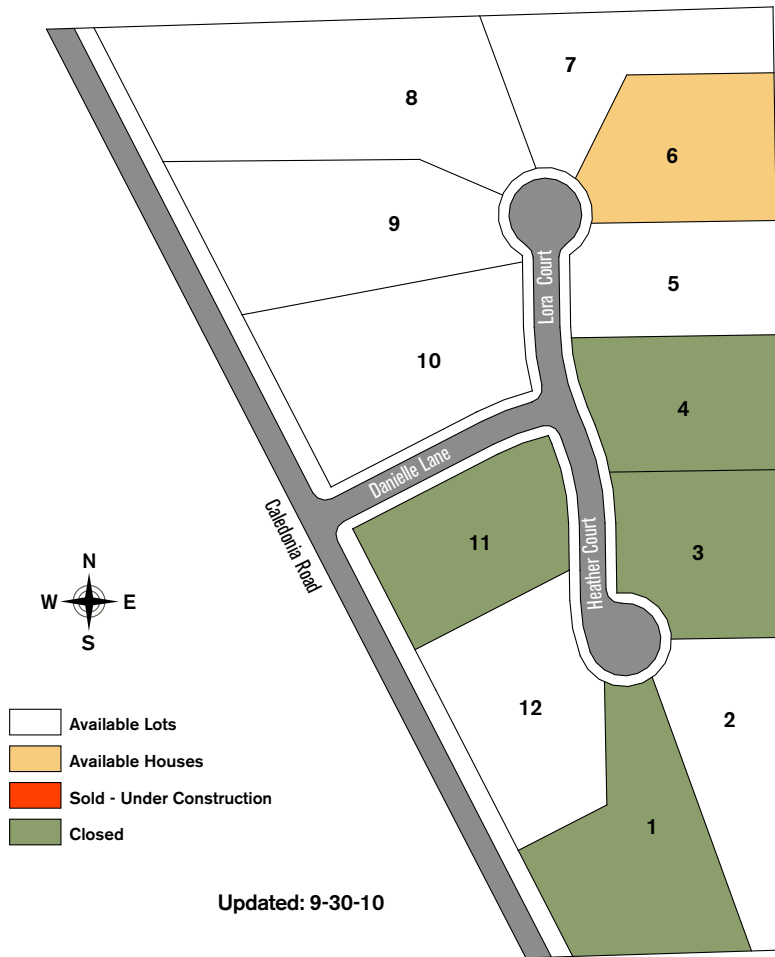 7
8
6
9
Lora Court
5
10
4
Danielle Lane
Caledonia Road
11
3
Heather Court
N
W E
S
12
2
Available Lots
Available Houses
Sold - Under Construction
Closed
1
Updated: 9-30-10